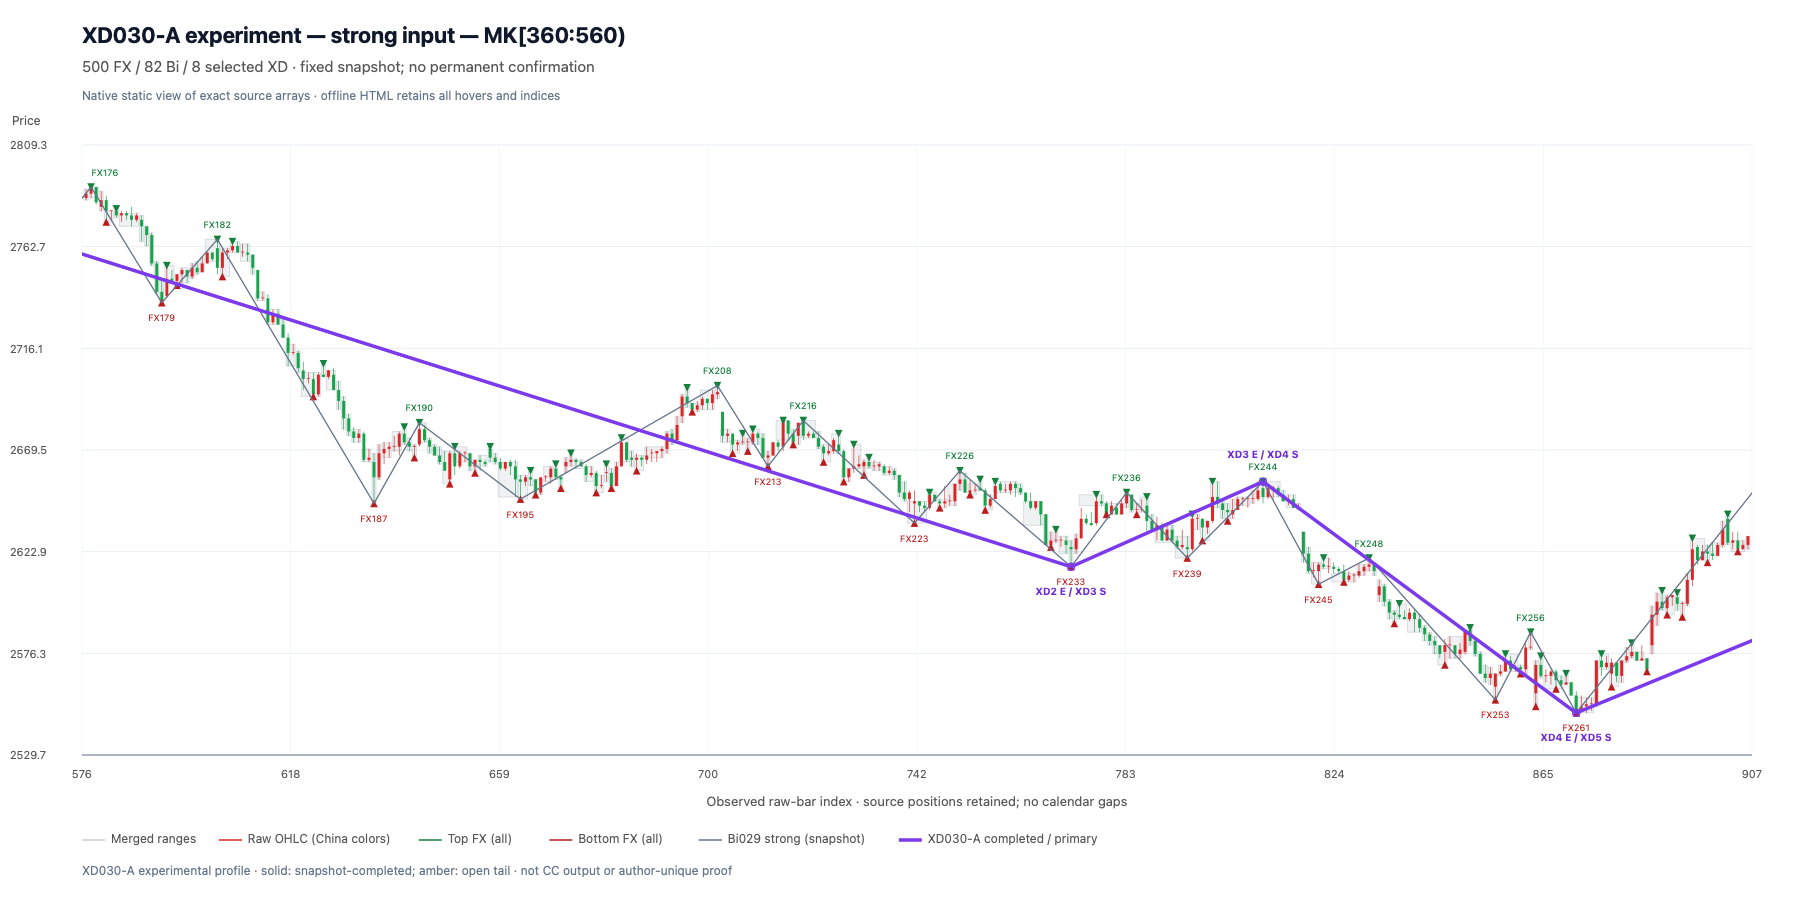 XD030-A experiment — strong input — MK[360:560)
500 FX / 82 Bi / 8 selected XD · fixed snapshot; no permanent confirmation
Native static view of exact source arrays · offline HTML retains all hovers and indices
Price
2809.3
FX176
FX182
2762.7
FX179
2716.1
FX208
FX190
FX216
2669.5
XD3 E / XD4 S
FX226
FX244
FX236
FX213
FX195
FX187
FX223
FX248
2622.9
FX239
FX233
XD2 E / XD3 S
FX245
FX256
2576.3
FX253
FX261
XD4 E / XD5 S
2529.7
576 618 659 700 742 783 824 865 907
Observed raw-bar index · source positions retained; no calendar gaps
Merged ranges Raw OHLC (China colors) Top FX (all) Bottom FX (all) Bi029 strong (snapshot) XD030-A completed / primary
XD030-A experimental profile · solid: snapshot-completed; amber: open tail · not CC output or author-unique proof